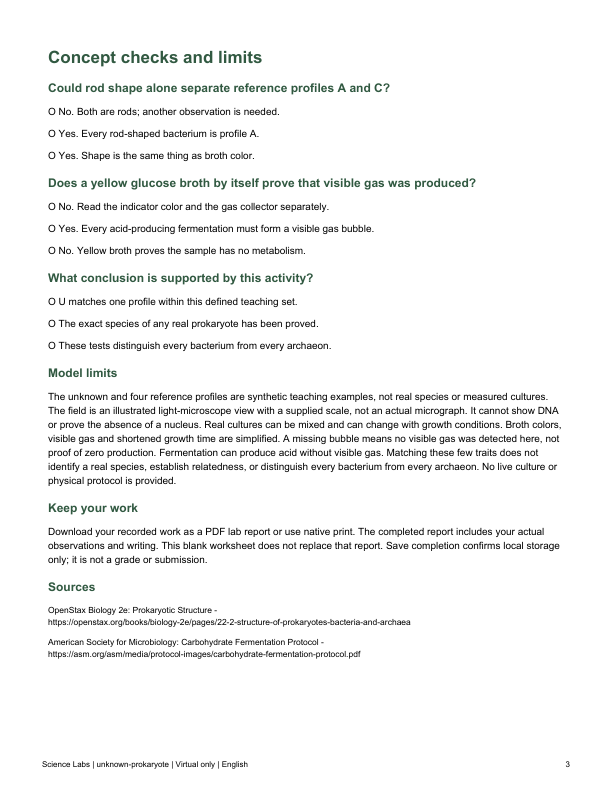 Concept checks and limits
Could rod shape alone separate reference profiles A and C?
O No. Both are rods; another observation is needed.
O Yes. Every rod-shaped bacterium is profile A.
O Yes. Shape is the same thing as broth color.
Does a yellow glucose broth by itself prove that visible gas was produced?
O No. Read the indicator color and the gas collector separately.
O Yes. Every acid-producing fermentation must form a visible gas bubble.
O No. Yellow broth proves the sample has no metabolism.
What conclusion is supported by this activity?
O U matches one profile within this defined teaching set.
O The exact species of any real prokaryote has been proved.
O These tests distinguish every bacterium from every archaeon.
Model limits
The unknown and four reference profiles are synthetic teaching examples, not real species or measured cultures.
The field is an illustrated light-microscope view with a supplied scale, not an actual micrograph. It cannot show DNA
or prove the absence of a nucleus. Real cultures can be mixed and can change with growth conditions. Broth colors,
visible gas and shortened growth time are simplified. A missing bubble means no visible gas was detected here, not
proof of zero production. Fermentation can produce acid without visible gas. Matching these few traits does not
identify a real species, establish relatedness, or distinguish every bacterium from every archaeon. No live culture or
physical protocol is provided.
Keep your work
Download your recorded work as a PDF lab report or use native print. The completed report includes your actual
observations and writing. This blank worksheet does not replace that report. Save completion confirms local storage
only; it is not a grade or submission.
Sources
OpenStax Biology 2e: Prokaryotic Structure -
https://openstax.org/books/biology-2e/pages/22-2-structure-of-prokaryotes-bacteria-and-archaea
American Society for Microbiology: Carbohydrate Fermentation Protocol -
https://asm.org/asm/media/protocol-images/carbohydrate-fermentation-protocol.pdf
Science Labs | unknown-prokaryote | Virtual only | English
3